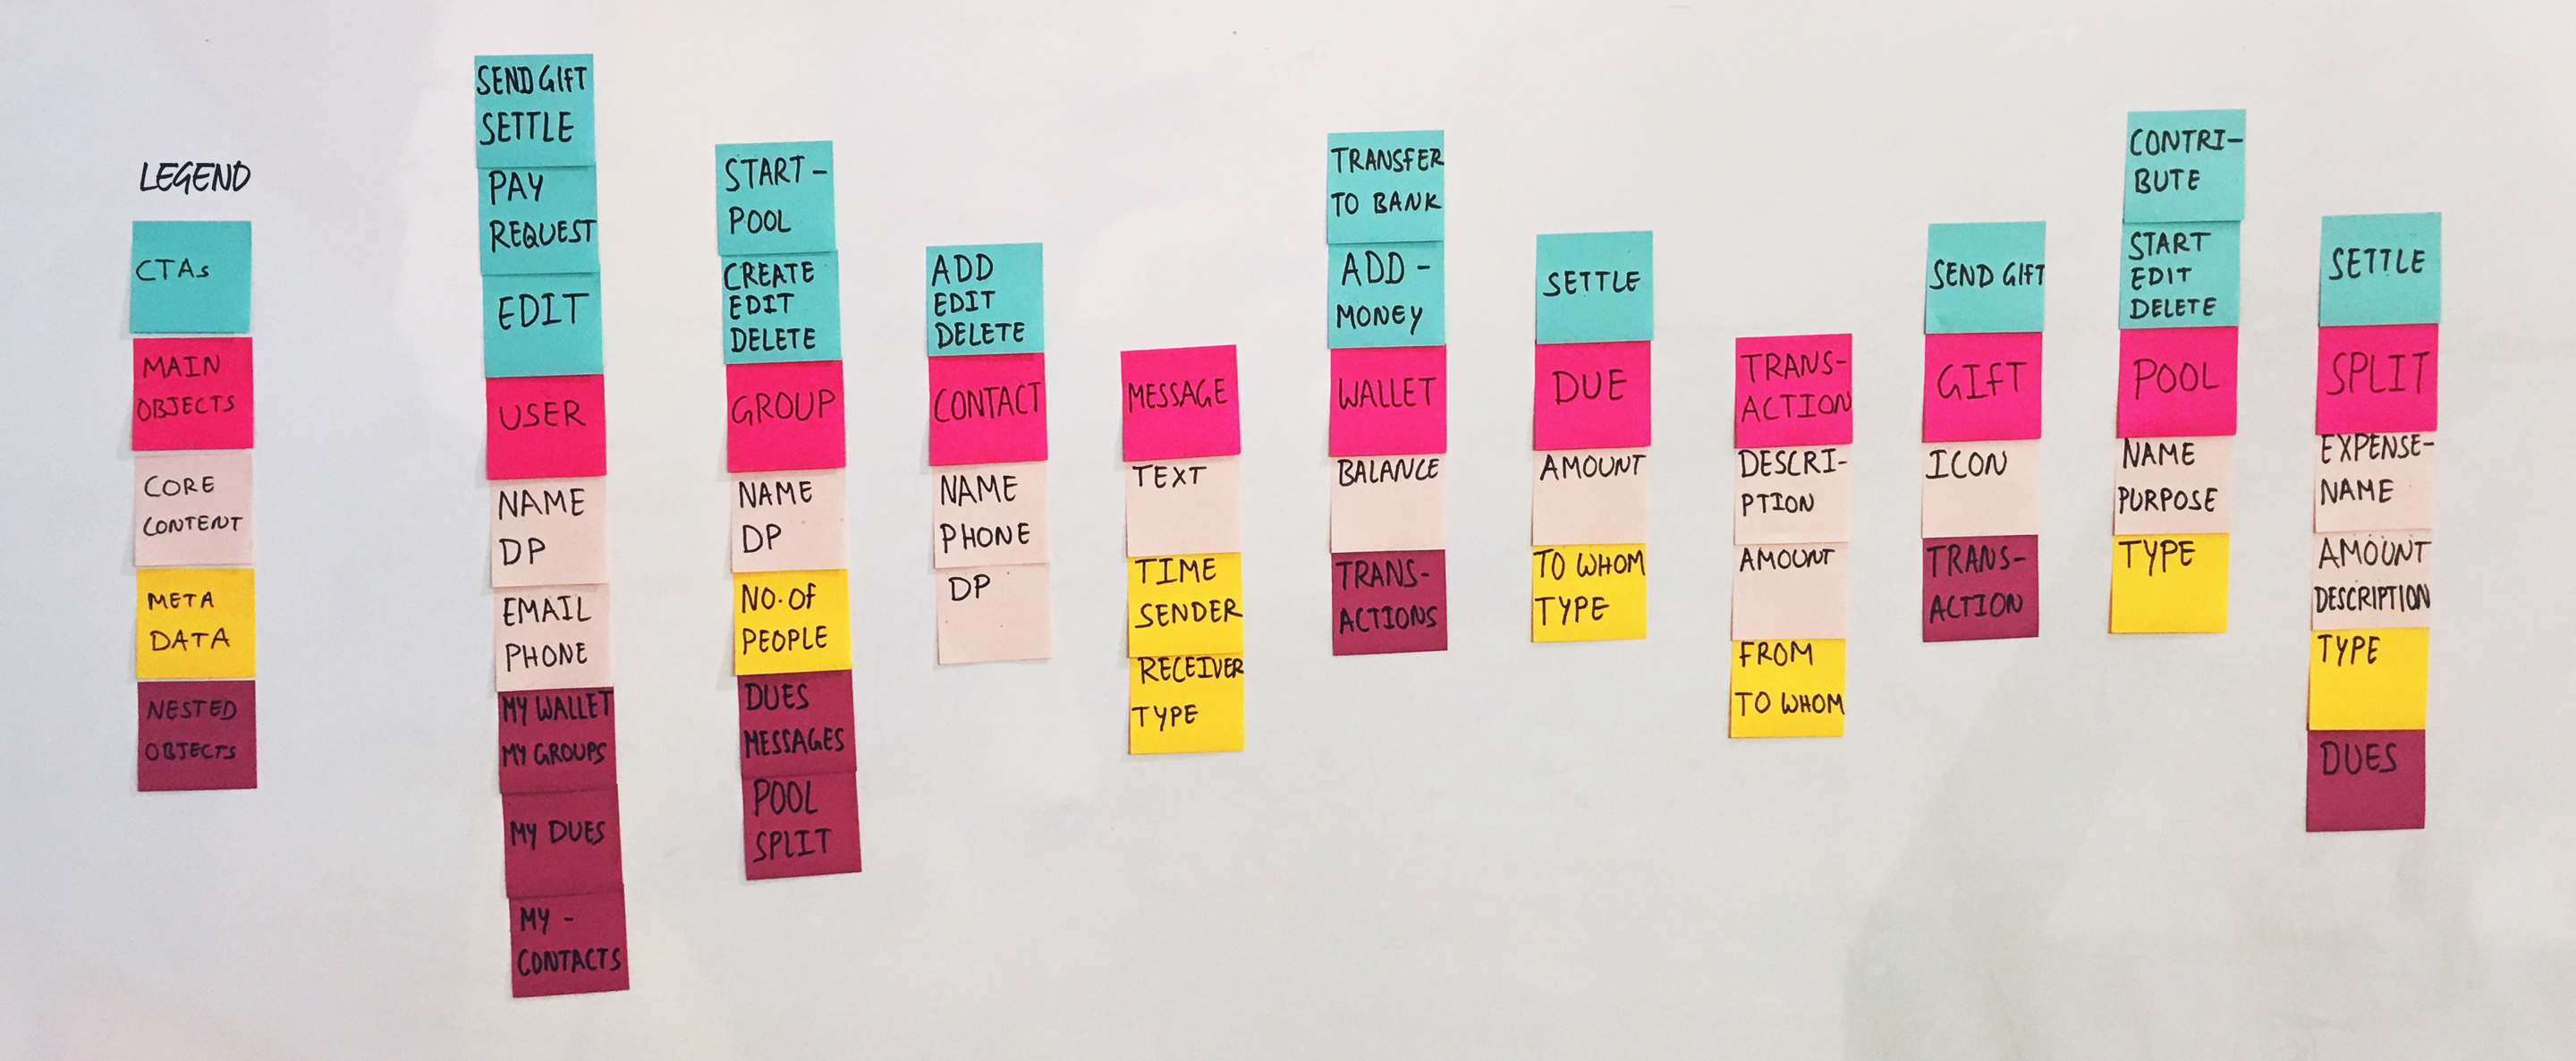 LEGEND
CTAs
MAIN
OBJECTS
CORE
CONTENT
META
DATA
NESTED
OBJECTS
SEND GIFT
SETTLE
PAY
REQUEST
EDIT
USER
NAME
DP
EMAIL
PHONE
MY WALLET
MY GROUPS
MY DUES
MY -
CONTACTS
START -
POOL
CREATE
EDIT
DELETE
GROUP
NAME
DP
NO. OF
PEOPLE
DUES
MESSAGES
POOL
SPLIT
ADD
EDIT
DELETE
CONTACT
NAME
PHONE
DP
MESSAGE
TEXT
TIME
SENDER
RECEIVER
TYPE
TRANSFER
TO BANK
ADD -
MONEY
WALLET
BALANCE
TRANS-
ACTIONS
SETTLE
DUE
AMOUNT
TO WHOM
TYPE
TRANS-
ACTION
DESCRI-
PTION
AMOUNT
FROM
TO WHOM
SEND GIFT
GIFT
ICON
TRANS-
ACTION
CONTRI-
BUTE
START
EDIT
DELETE
POOL
NAME
PURPOSE
TYPE
SETTLE
SPLIT
EXPENSE-
NAME
AMOUNT
DESCRIPTION
TYPE
DUES